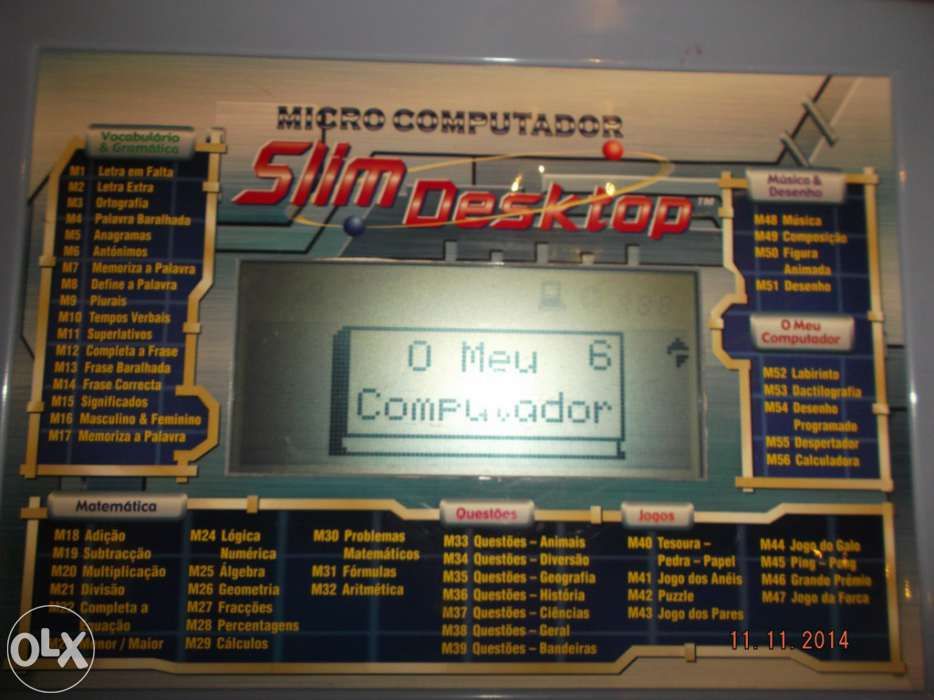 MICRO COMPUTADOR
Slim Desktop™
Vocabulário
& Gramática
M1 Letra em Falta
M2 Letra Extra
M3 Ortografia
M4 Palavra Baralhada
M5 Anagramas
M6 Antónimos
M7 Memoriza a Palavra
M8 Define a Palavra
M9 Plurais
M10 Tempos Verbais
M11 Superlativos
M12 Completa a Frase
M13 Frase Baralhada
M14 Frase Correcta
M15 Significados
M16 Masculino & Feminino
M17 Memoriza a Palavra
O Meu 6
Computador
Música &
Desenho
M48 Música
M49 Composição
M50 Figura
Animada
M51 Desenho
O Meu
Computador
M52 Labirinto
M53 Dactilografia
M54 Desenho
Programado
M55 Despertador
M56 Calculadora
Matemática
M18 Adição
M19 Subtracção
M20 Multiplicação
M21 Divisão
Completa a
Equação
Menor / Maior
M24 Lógica
Numérica
M25 Álgebra
M26 Geometria
M27 Fracções
M28 Percentagens
M29 Cálculos
M30 Problemas
Matemáticos
M31 Fórmulas
M32 Aritmética
Questões
M33 Questões – Animais
M34 Questões – Diversão
M35 Questões – Geografia
M36 Questões – História
M37 Questões – Ciências
M38 Questões – Geral
M39 Questões – Bandeiras
Jogos
M40 Tesoura –
Pedra – Papel
M41 Jogo dos Anéis
M42 Puzzle
M43 Jogo dos Pares
M44 Jogo do Galo
M45 Ping – Pong
M46 Grande Prémio
M47 Jogo da Forca
11.11.2014
OLX